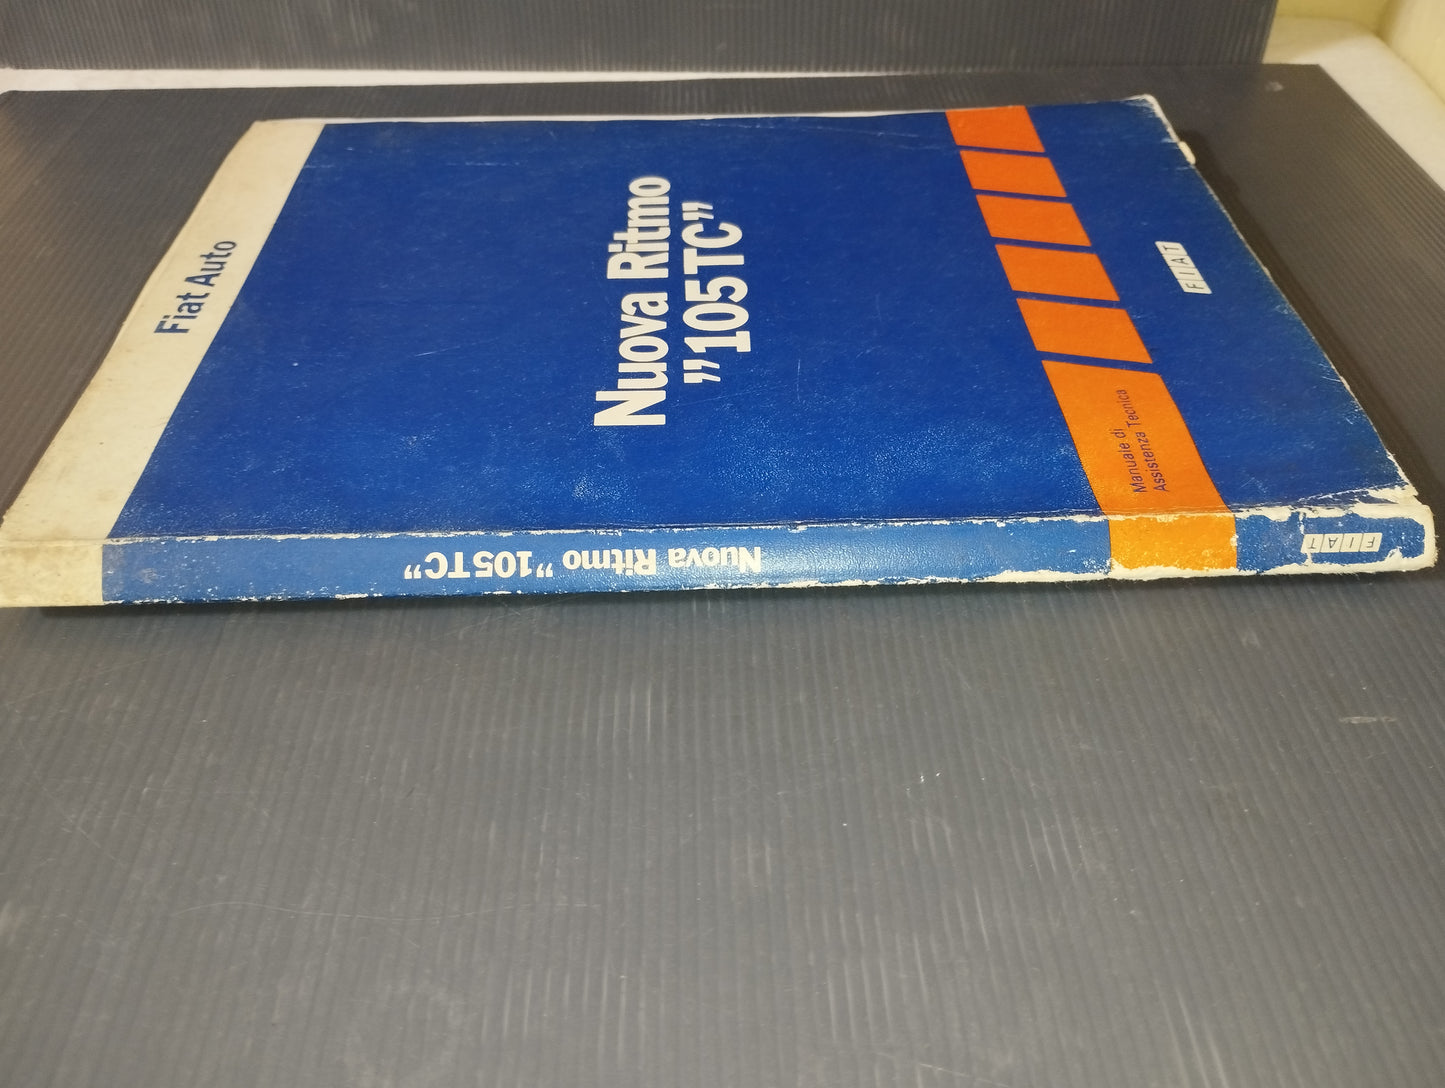 Fiat Auto
Nuova Ritmo
”105TC”
Manuale di
Assistenza Tecnica
FIAT
Nuova Ritmo ”105TC”
FIAT